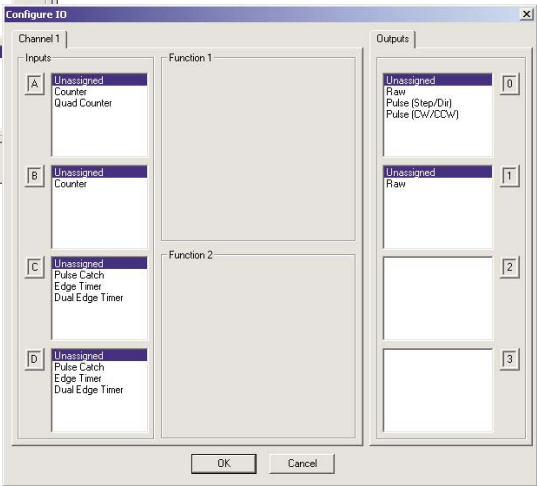 Configure IO
Channel 1
Outputs
Inputs
Function 1
A
Unassigned
Counter
Quad Counter
B
Unassigned
Counter
C
Unassigned
Pulse Catch
Edge Timer
Dual Edge Timer
D
Unassigned
Pulse Catch
Edge Timer
Dual Edge Timer
Function 2
Unassigned
Raw
Pulse (Step/Dir)
Pulse (CW/CCW)
0
Unassigned
Raw
1
2
3
OK
Cancel